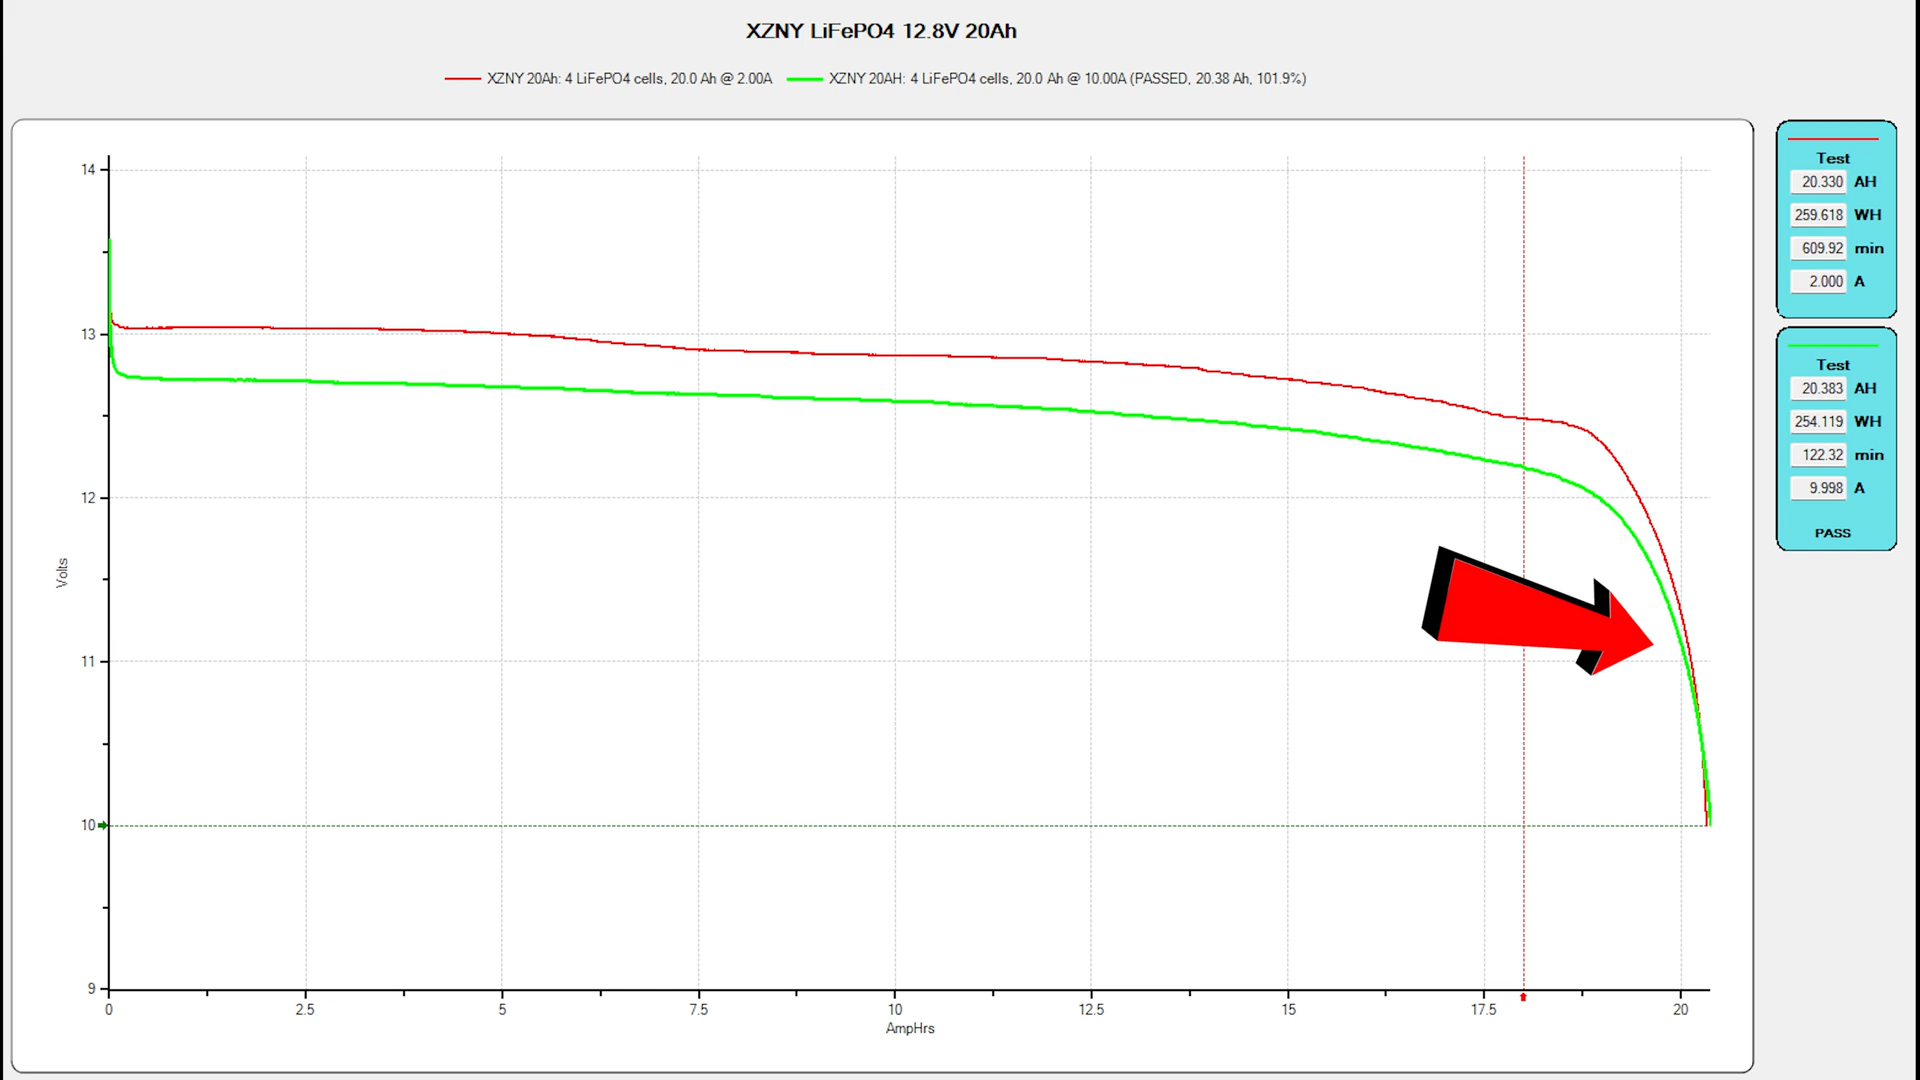 XZNY LiFePO4 12.8V 20Ah
XZNY 20Ah: 4 LiFePO4 cells, 20.0 Ah @ 2.00A XZNY 20AH: 4 LiFePO4 cells, 20.0 Ah @ 10.00A (PASSED, 20.38 Ah, 101.9%)
14
13
12
11
10
9
Volts
0 2.5 5 7.5 10 12.5 15 17.5 20
AmpHrs
Test
20.330 AH
259.618 WH
609.92 min
2.000 A
Test
20.383 AH
254.119 WH
122.32 min
9.998 A
PASS